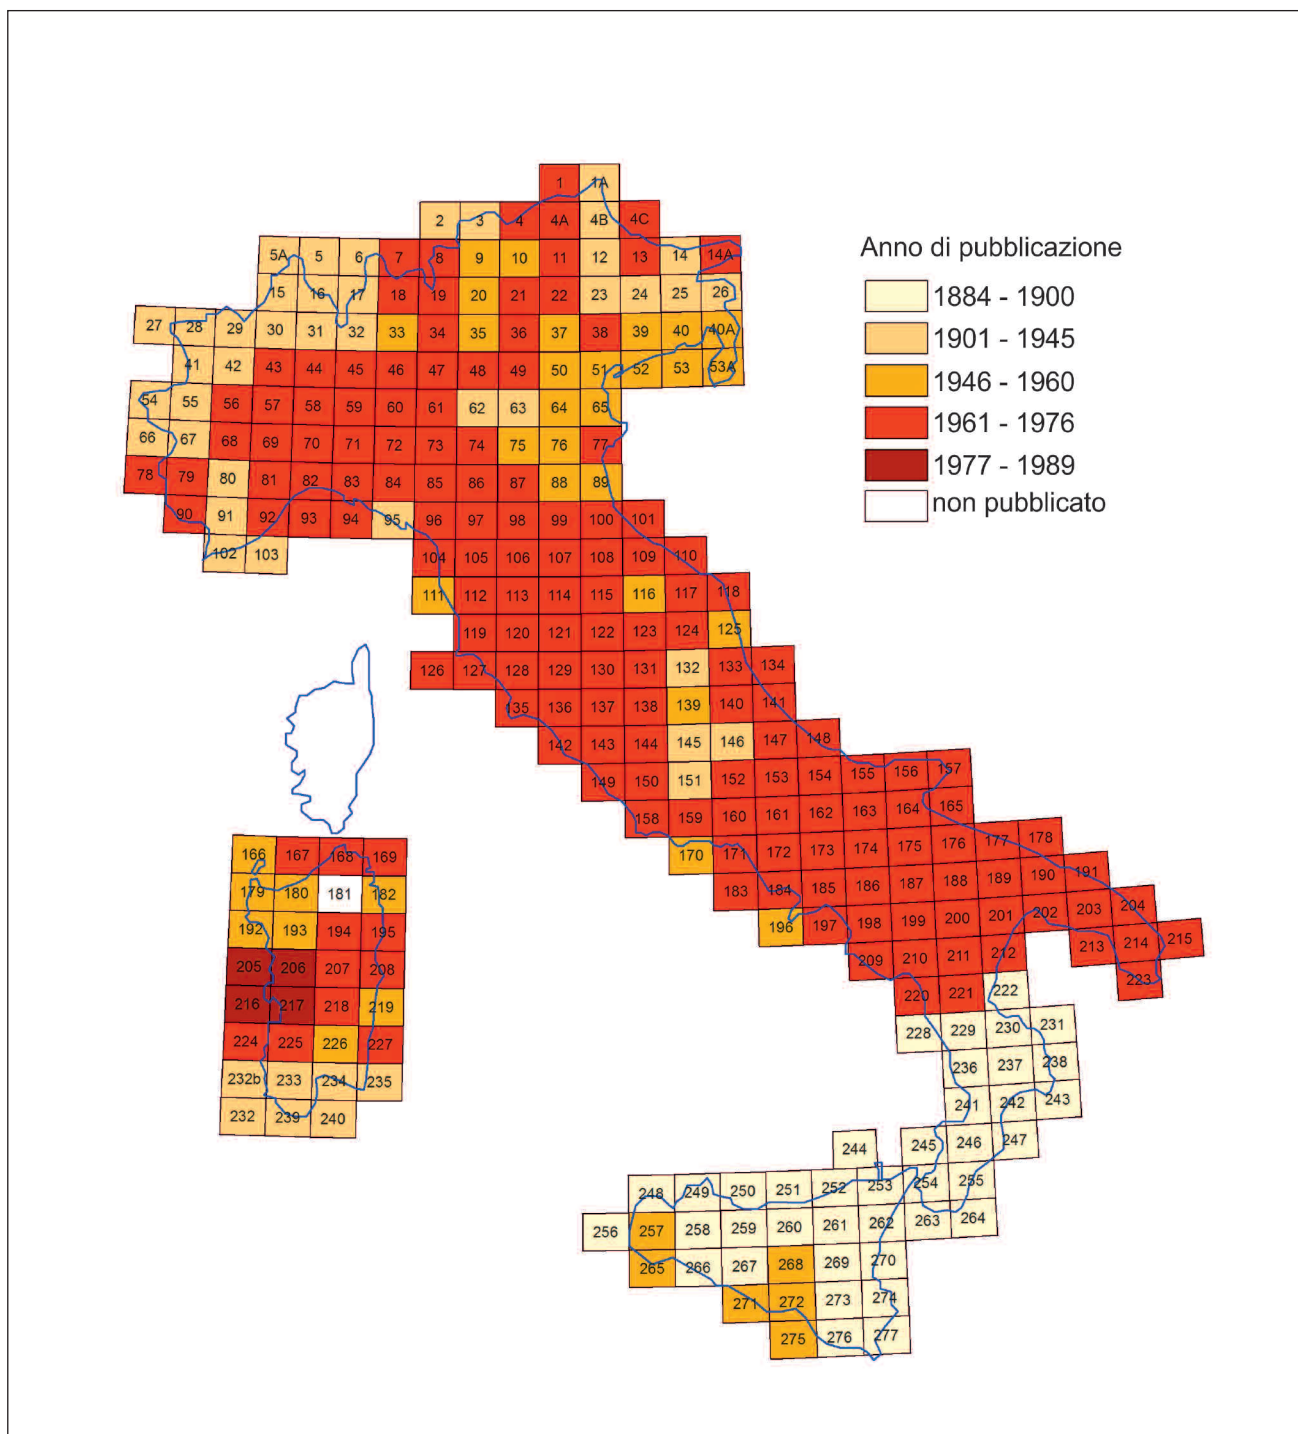 1 1A
2 3 4 4A 4B 4C
5A 5 6 7 8 9 10 11 12 13 14 14A
15 16 17 18 19 20 21 22 23 24 25 26
27 28 29 30 31 32 33 34 35 36 37 38 39 40 40A
41 42 43 44 45 46 47 48 49 50 51 52 53 53A
54 55 56 57 58 59 60 61 62 63 64 65
66 67 68 69 70 71 72 73 74 75 76 77
78 79 80 81 82 83 84 85 86 87 88 89
90 91 92 93 94 95 96 97 98 99 100 101
102 103 104 105 106 107 108 109 110
111 112 113 114 115 116 117 118
119 120 121 122 123 124 125
126 127 128 129 130 131 132 133 134
135 136 137 138 139 140 141
142 143 144 145 146 147 148
149 150 151 152 153 154 155 156 157
158 159 160 161 162 163 164 165
166 167 168 169 170 171 172 173 174 175 176 177 178
179 180 181 182 183 184 185 186 187 188 189 190 191
192 193 194 195 196 197 198 199 200 201 202 203 204
205 206 207 208 209 210 211 212 213 214 215
216 217 218 219 220 221 222 223
224 225 226 227 228 229 230 231
232b 233 234 235 236 237 238
232 239 240 241 242 243
244 245 246 247
248 249 250 251 252 253 254 255
256 257 258 259 260 261 262 263 264
265 266 267 268 269 270
271 272 273 274
275 276 277
Anno di pubblicazione
1884 - 1900
1901 - 1945
1946 - 1960
1961 - 1976
1977 - 1989
non pubblicato